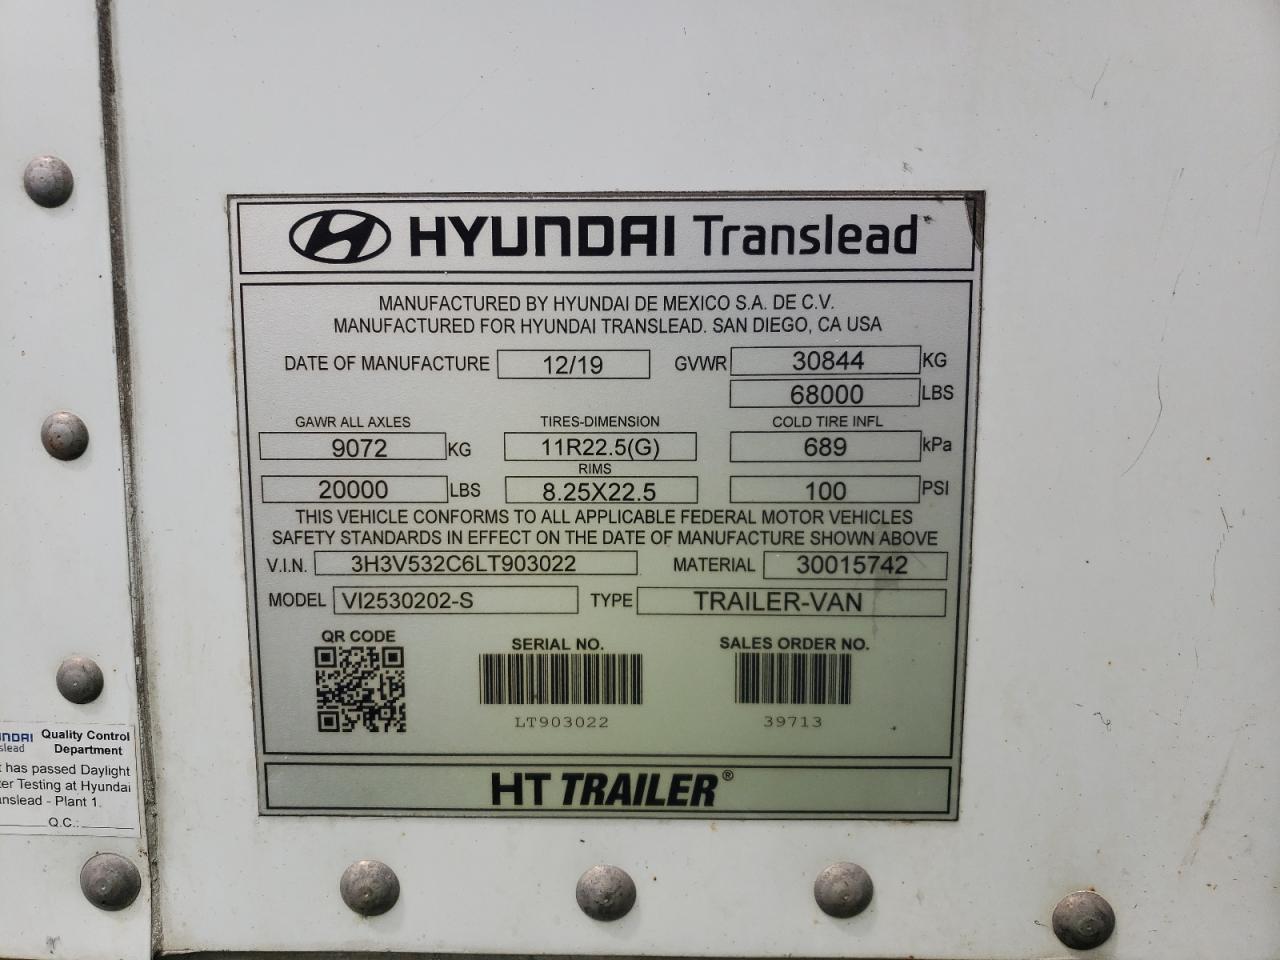 HYUNDAI Translead
MANUFACTURED BY HYUNDAI DE MEXICO S.A. DE C.V.
MANUFACTURED FOR HYUNDAI TRANSLEAD. SAN DIEGO, CA USA
DATE OF MANUFACTURE 12/19 GVWR 30844 KG
68000 LBS
GAWR ALL AXLES TIRES-DIMENSION COLD TIRE INFL
9072 KG 11R22.5(G) 689 kPa
RIMS
20000 LBS 8.25X22.5 100 PSI
THIS VEHICLE CONFORMS TO ALL APPLICABLE FEDERAL MOTOR VEHICLES
SAFETY STANDARDS IN EFFECT ON THE DATE OF MANUFACTURE SHOWN ABOVE
V.I.N. 3H3V532C6LT903022 MATERIAL 30015742
MODEL VI2530202-S TYPE TRAILER-VAN
QR CODE SERIAL NO. SALES ORDER NO.
LT903022 39713
HT TRAILER®
Quality Control
Department
has passed Daylight
Testing at Hyundai
- Plant 1.
Q.C.: